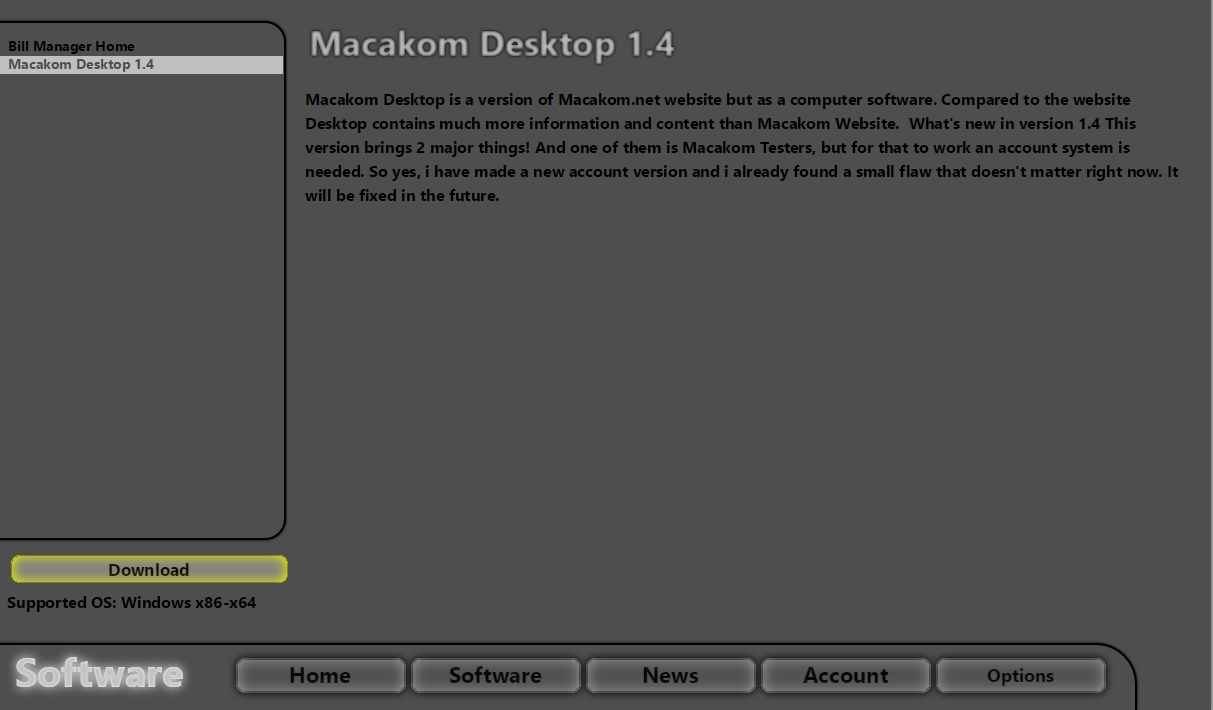 Bill Manager Home
Macakom Desktop 1.4
Macakom Desktop 1.4
Macakom Desktop is a version of Macakom.net website but as a computer software. Compared to the website
Desktop contains much more information and content than Macakom Website.  What's new in version 1.4 This
version brings 2 major things! And one of them is Macakom Testers, but for that to work an account system is
needed. So yes, i have made a new account version and i already found a small flaw that doesn't matter right now. It
will be fixed in the future.
Download
Supported OS: Windows x86-x64
Software
Home
Software
News
Account
Options